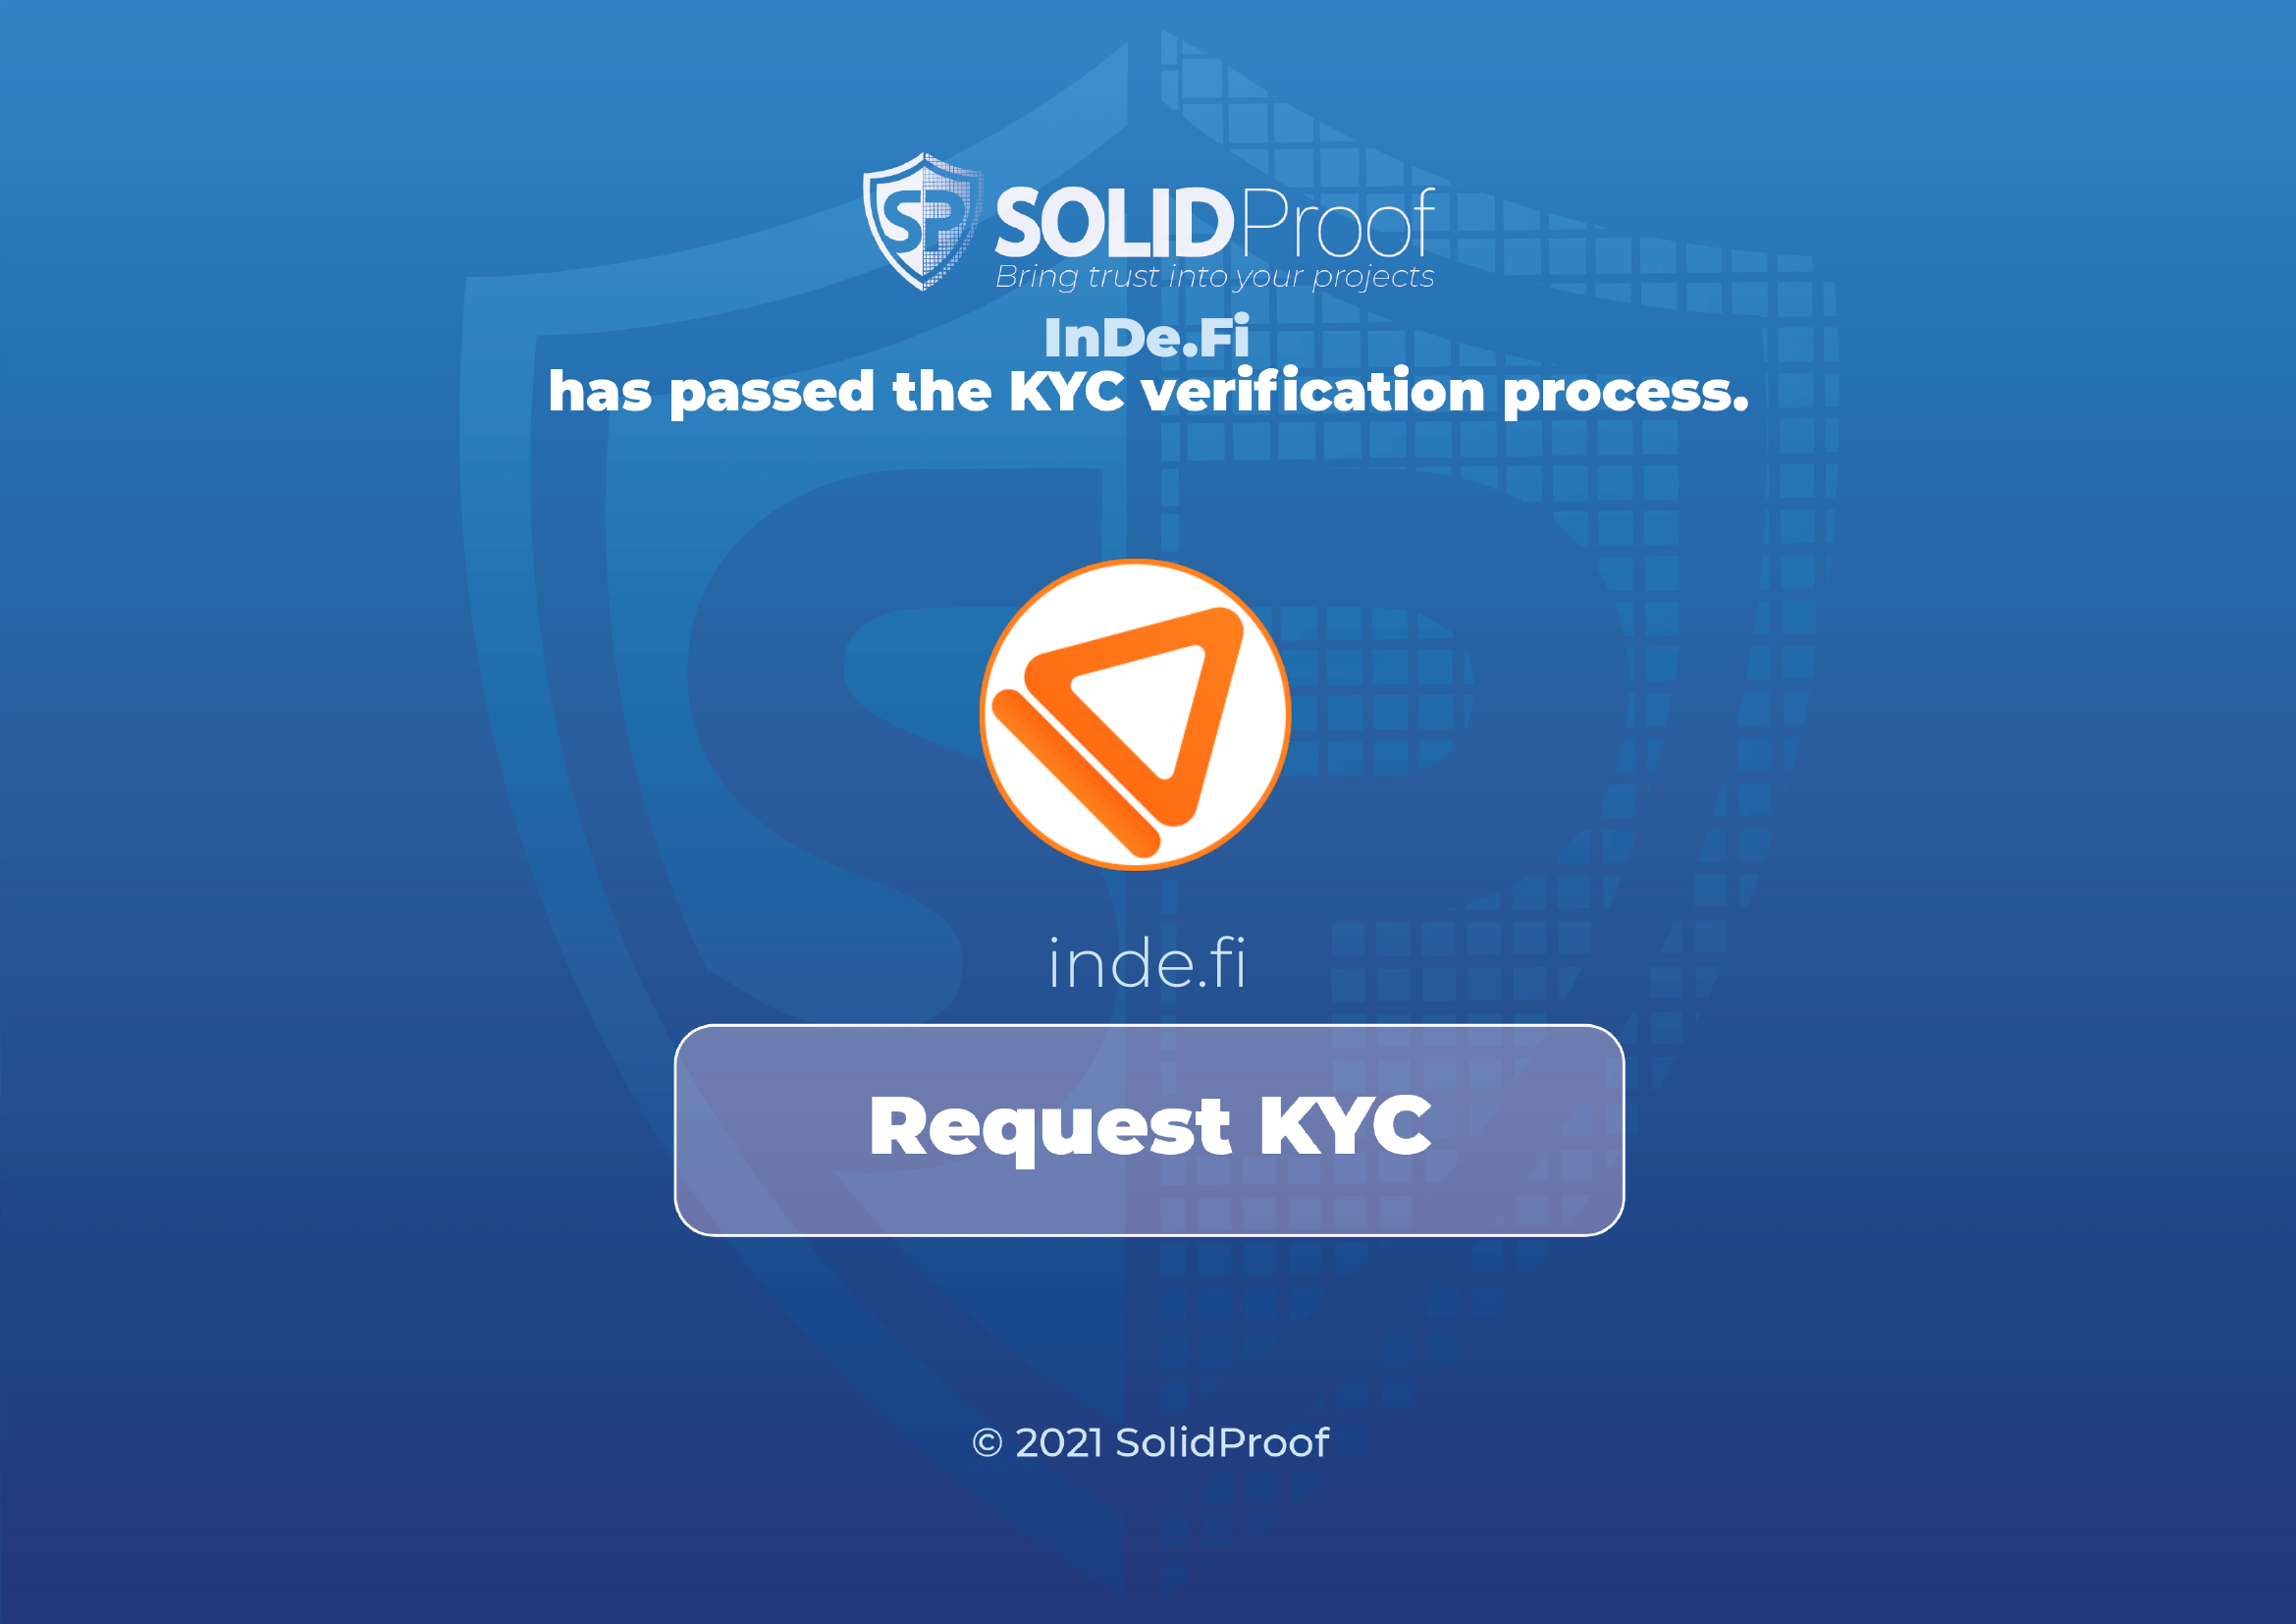 SP SOLIDProof
Bring trust into your projects
InDe.Fi
has passed the KYC verification process.
inde.fi
Request KYC
© 2021 SolidProof